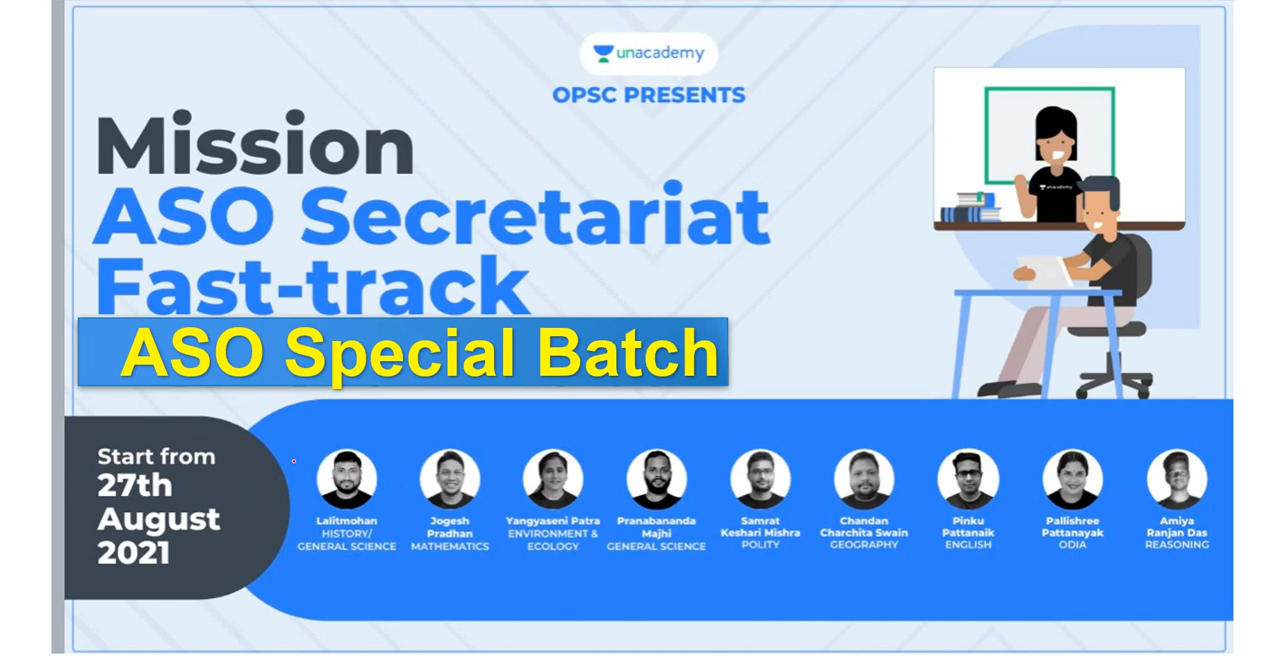 unacademy
OPSC PRESENTS
Mission
ASO Secretariat
Fast-track
ASO Special Batch
unacademy
Start from
27th
August
2021
Lalitmohan
HISTORY/
GENERAL SCIENCE
Jogesh
Pradhan
MATHEMATICS
Yangyaseni Patra
ENVIRONMENT &
ECOLOGY
Pranabananda
Majhi
GENERAL SCIENCE
Samrat
Keshari Mishra
POLITY
Chandan
Charchita Swain
GEOGRAPHY
Pinku
Pattanaik
ENGLISH
Pallishree
Pattanayak
ODIA
Amiya
Ranjan Das
REASONING